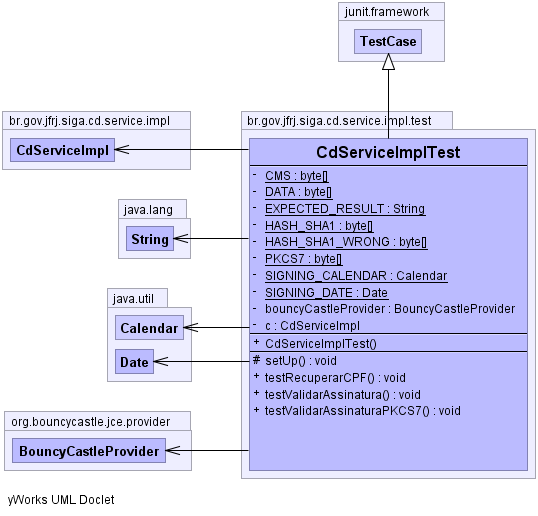 junit.framework
TestCase
br.gov.jfrj.siga.cd.service.impl
CdServiceImpl
br.gov.jfrj.siga.cd.service.impl.test
CdServiceImplTest
- CMS : byte[]
- DATA : byte[]
- EXPECTED_RESULT : String
- HASH_SHA1 : byte[]
- HASH_SHA1_WRONG : byte[]
- PKCS7 : byte[]
- SIGNING_CALENDAR : Calendar
- SIGNING_DATE : Date
- bouncyCastleProvider : BouncyCastleProvider
- c : CdServiceImpl
+ CdServiceImplTest()
# setUp() : void
+ testRecuperarCPF() : void
+ testValidarAssinatura() : void
+ testValidarAssinaturaPKCS7() : void
java.lang
String
java.util
Calendar
Date
org.bouncycastle.jce.provider
BouncyCastleProvider
yWorks UML Doclet